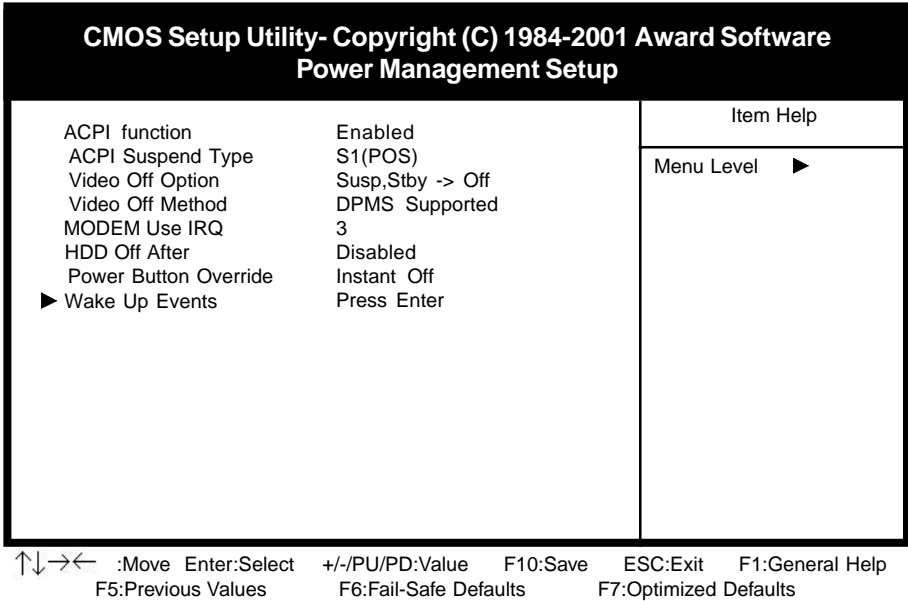 CMOS Setup Utility- Copyright (C) 1984-2001 Award Software
Power Management Setup
ACPI function Enabled
ACPI Suspend Type S1(POS)
Video Off Option Susp,Stby -> Off
Video Off Method DPMS Supported
MODEM Use IRQ 3
HDD Off After Disabled
Power Button Override Instant Off
▶ Wake Up Events Press Enter
Item Help
Menu Level ▶
↑↓→← :Move Enter:Select +/-/PU/PD:Value F10:Save ESC:Exit F1:General Help
F5:Previous Values F6:Fail-Safe Defaults F7:Optimized Defaults